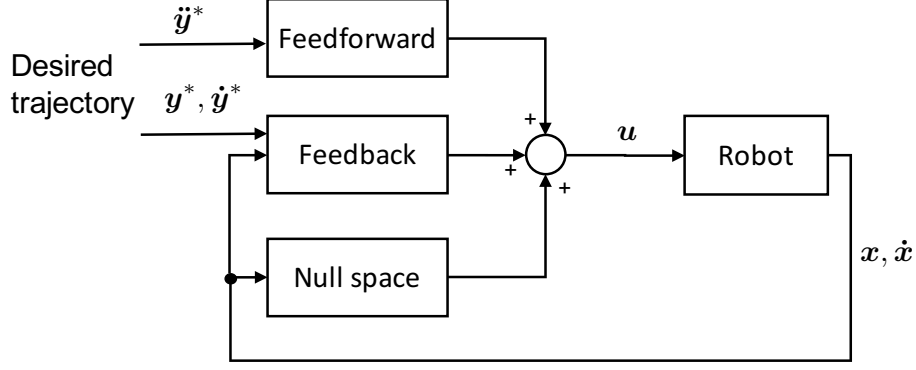 ÿ*
Feedforward
Desired
trajectory
y*, ẏ*
+
u
Feedback
+
+
Robot
x, ẋ
Null space